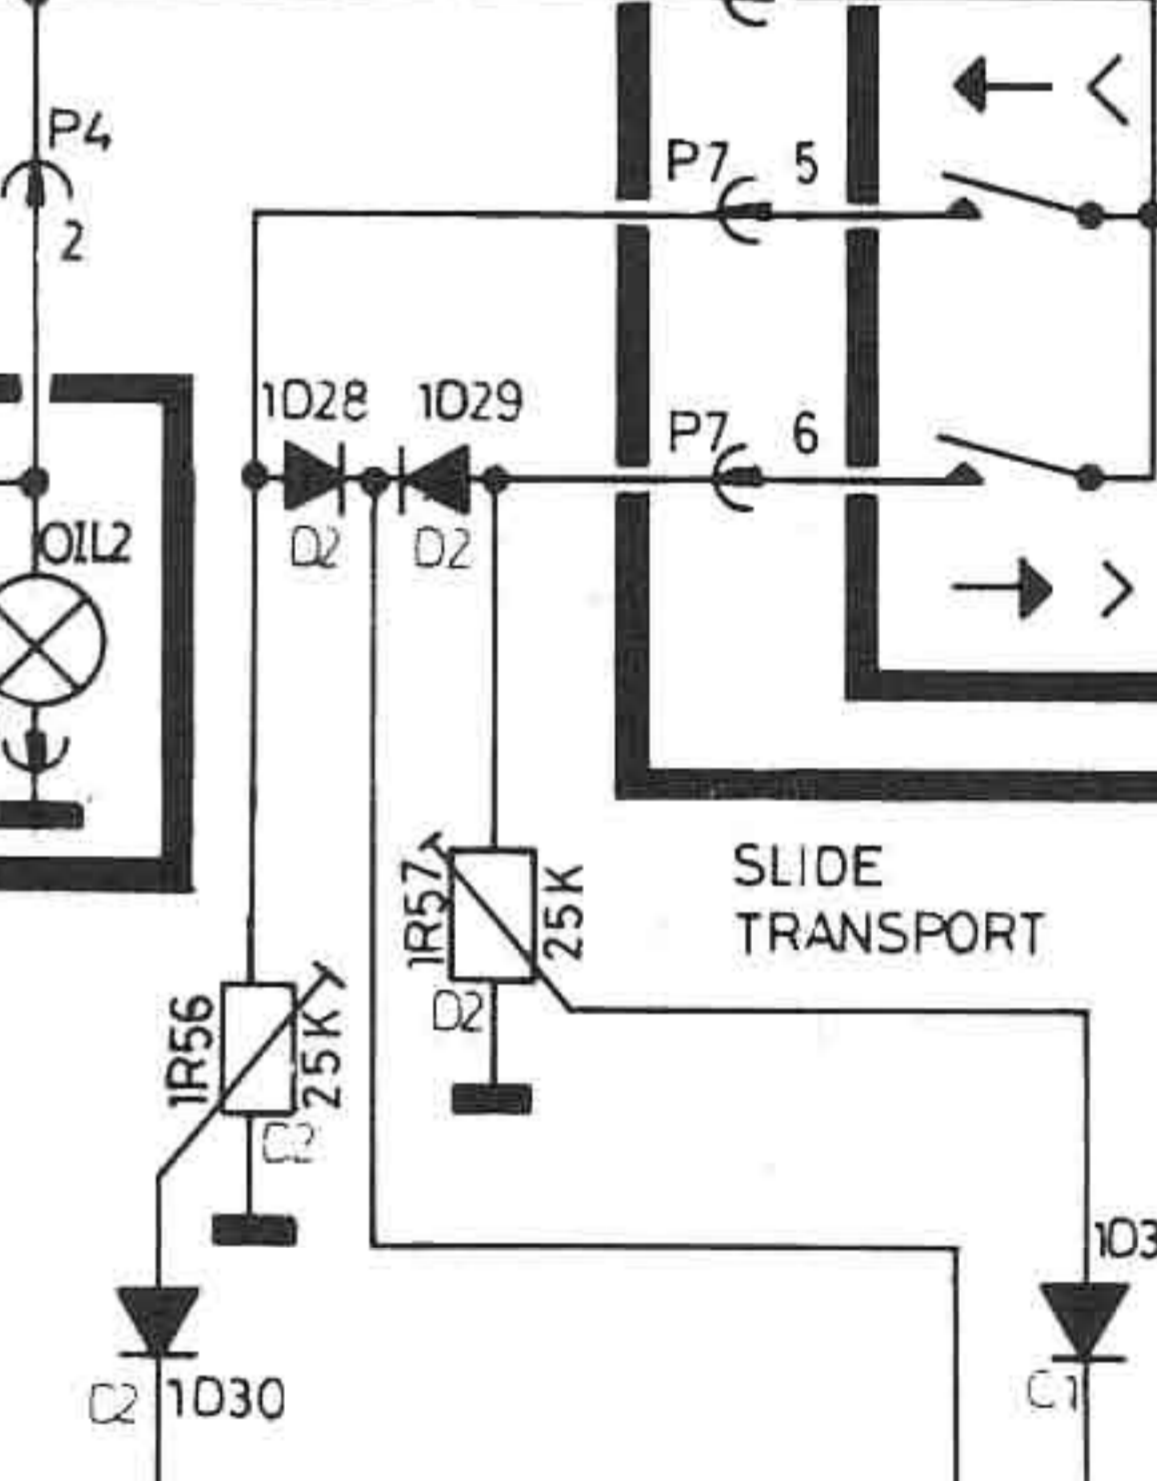 P4
2
P7 5
1D28 1D29
P7 6
D2 D2
OIL2
<
>
SLIDE
TRANSPORT
1R57
25K
D2
1R56
25K
C2
1D3
C2 1D30
C1